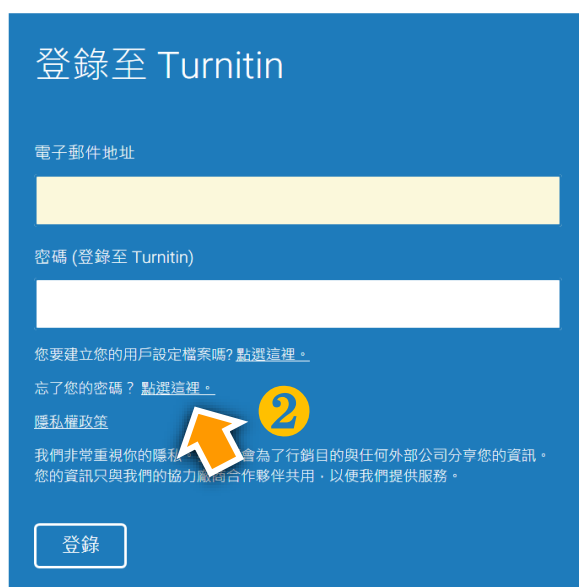 登錄至 Turnitin
電子郵件地址
密碼 (登錄至 Turnitin)
您要建立您的用戶設定檔案嗎? 點選這裡。
忘了您的密碼? 點選這裡。
2
隱私權政策
我們非常重視你的隱私 會為了行銷目的與任何外部公司分享您的資訊。
您的資訊只與我們的協力廠商合作夥伴共用，以便我們提供服務。
登錄